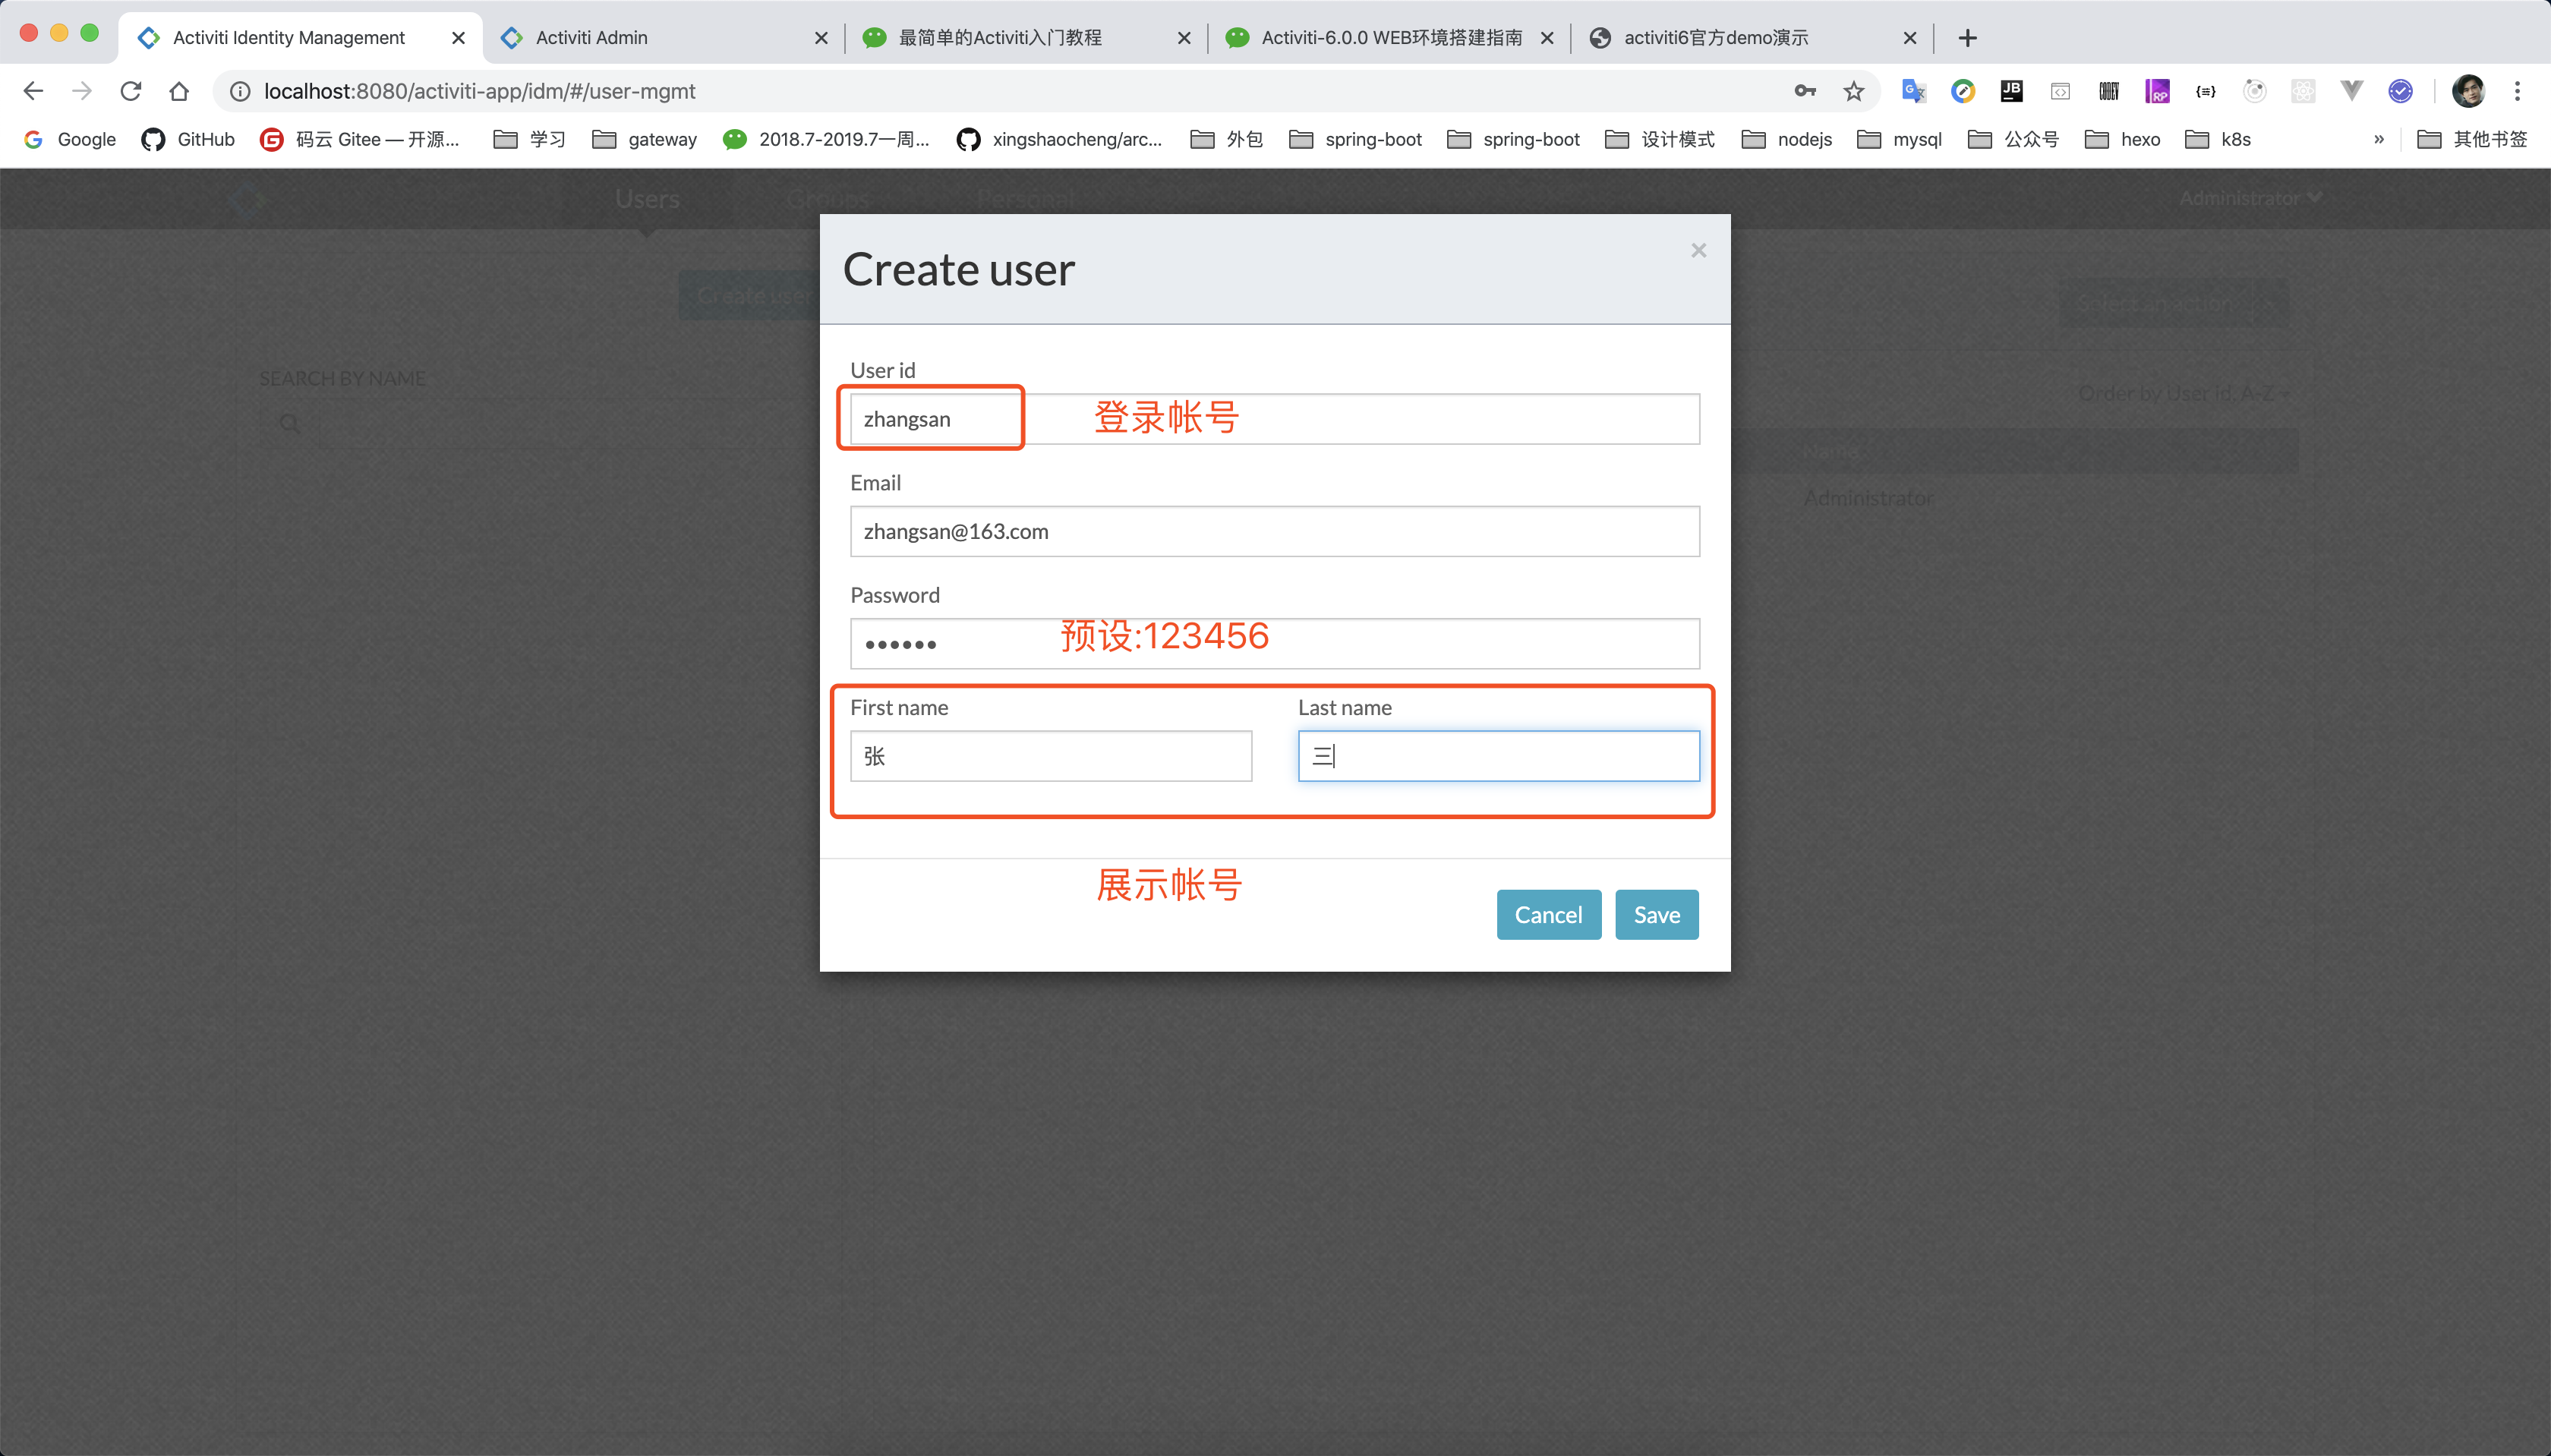 Activiti Identity Management
Activiti Admin
最简单的Activiti入门教程
Activiti-6.0.0 WEB环境搭建指南
activiti6官方demo演示
localhost:8080/activiti-app/idm/#/user-mgmt
Google
GitHub
码云 Gitee — 开源...
学习
gateway
2018.7-2019.7一周...
xingshaocheng/arc...
外包
spring-boot
spring-boot
设计模式
nodejs
mysql
公众号
hexo
k8s
»
其他书签
Users
Groups
Personal
Administrator
Create user
Select an action
SEARCH BY NAME
Order by User id, A-Z
Name
Administrator
Create user
User id
zhangsan
登录帐号
Email
zhangsan@163.com
Password
••••••
预设:123456
First name
Last name
张
三
展示帐号
Cancel
Save